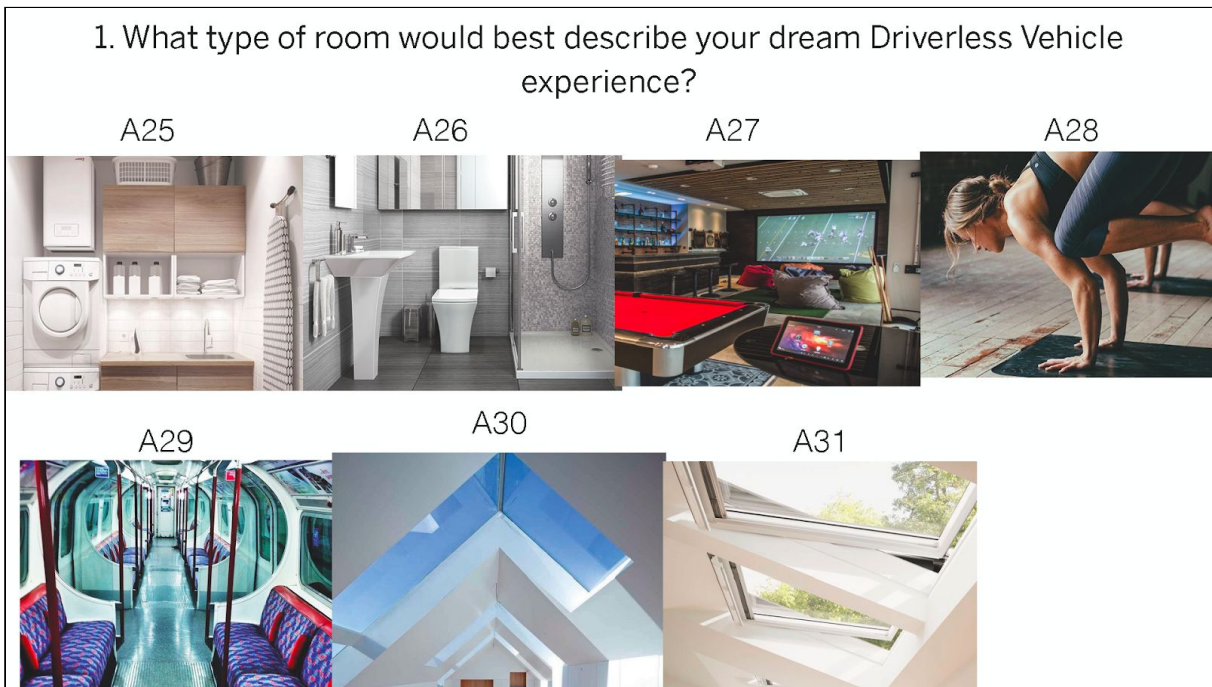 1. What type of room would best describe your dream Driverless Vehicle
experience?
A25
A26
A27
A28
A29
A30
A31